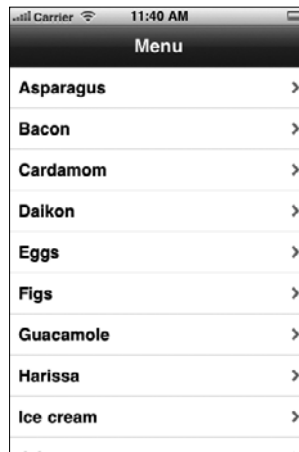 Carrier 11:40 AM
Menu
Asparagus
Bacon
Cardamom
Daikon
Eggs
Figs
Guacamole
Harissa
Ice cream